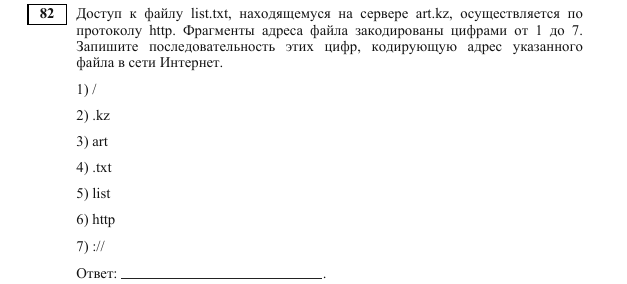 82 Доступ к файлу list.txt, находящемуся на сервере art.kz, осуществляется по
протоколу http. Фрагменты адреса файла закодированы цифрами от 1 до 7.
Запишите последовательность этих цифр, кодирующую адрес указанного
файла в сети Интернет.
1) /
2) .kz
3) art
4) .txt
5) list
6) http
7) ://
Ответ: ______________________________.